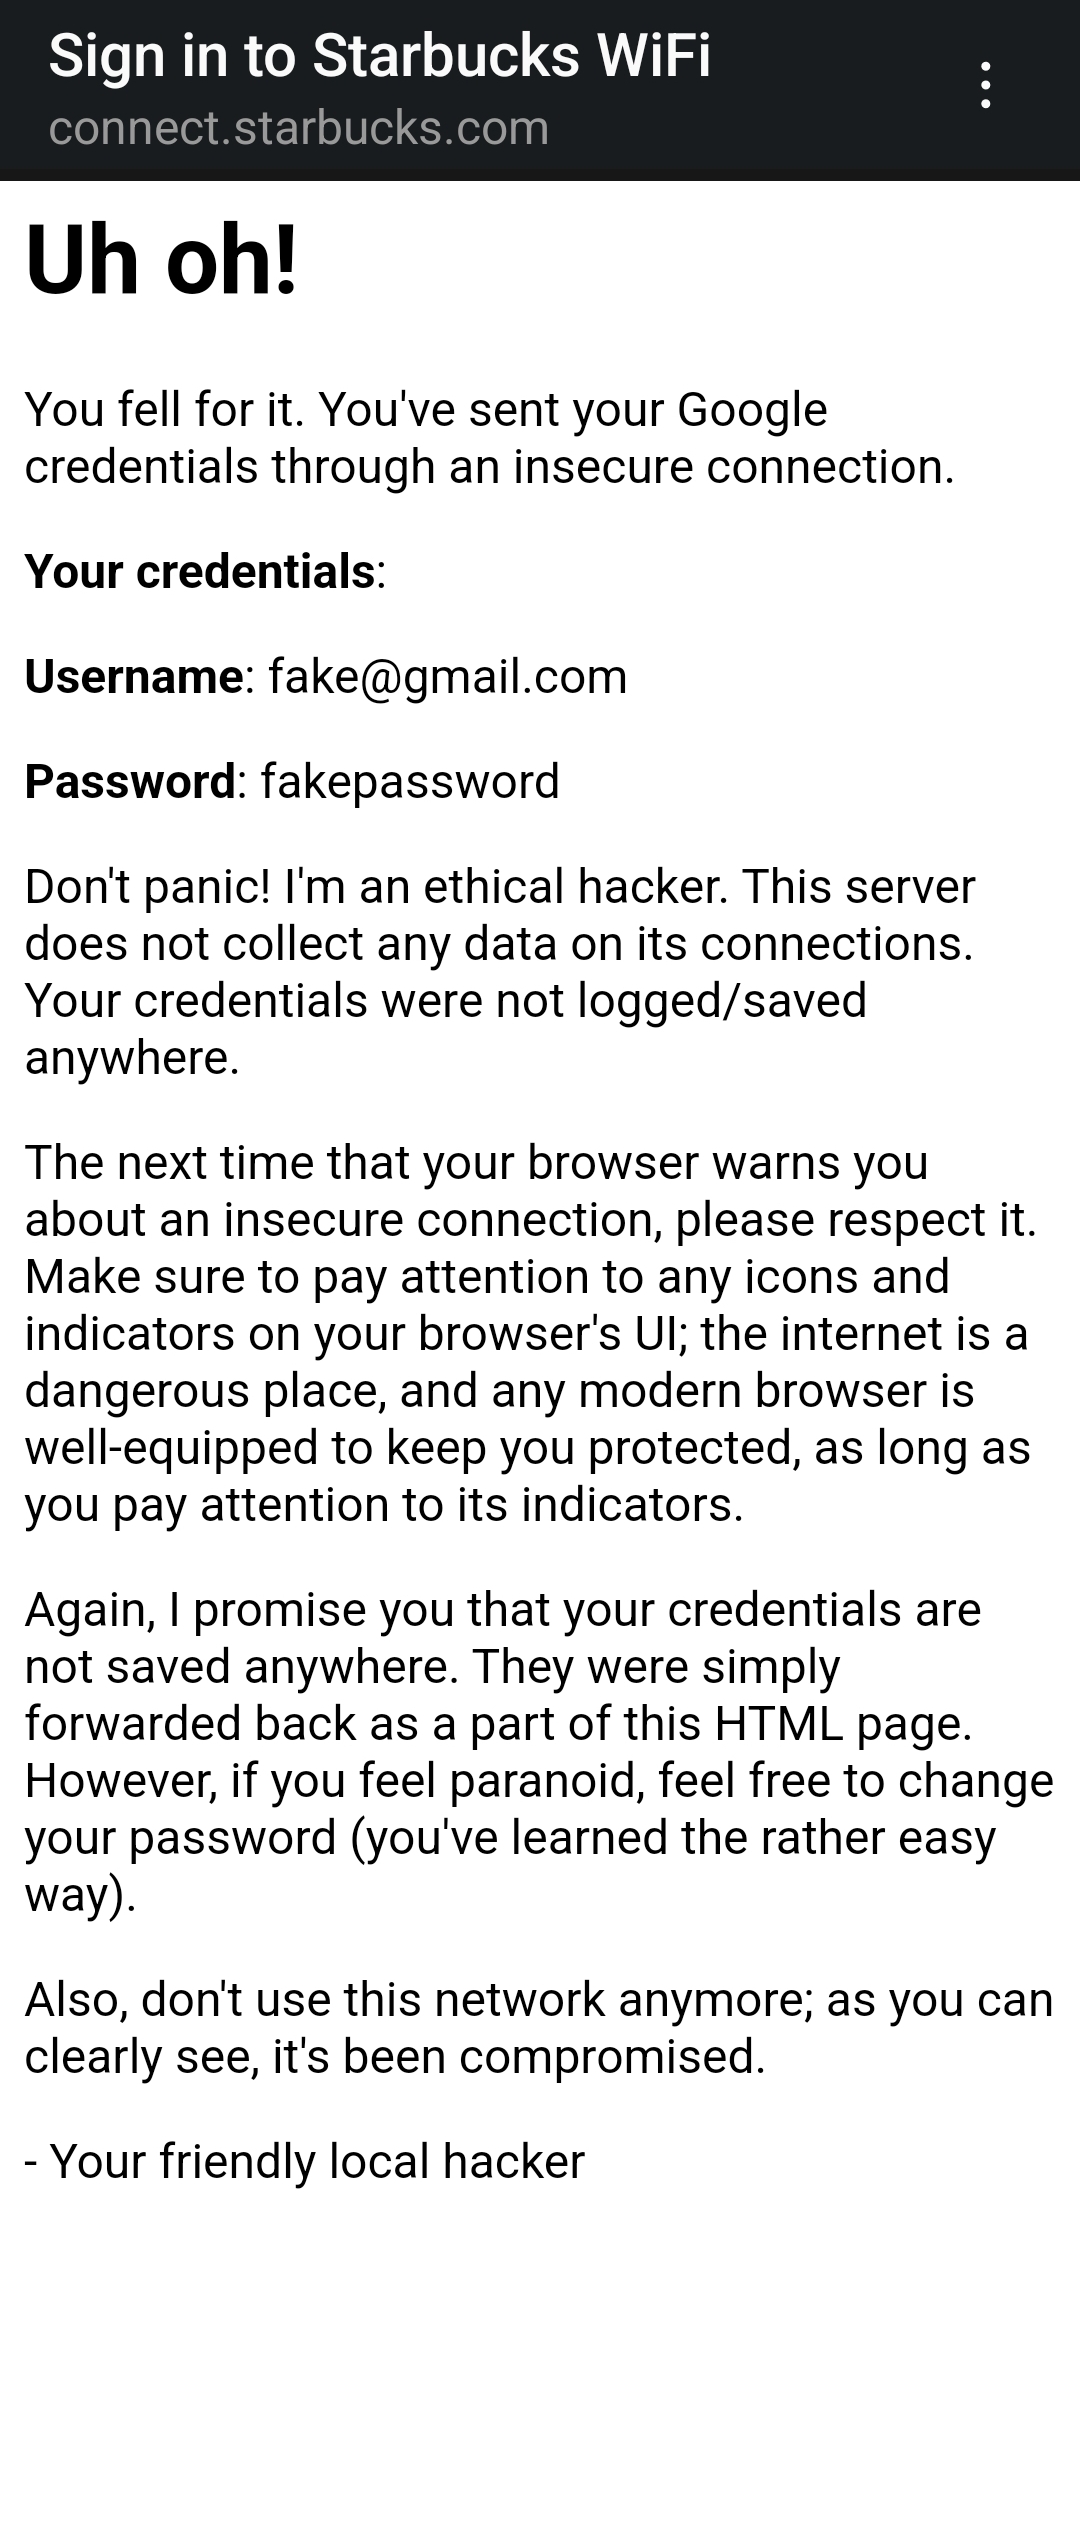 Sign in to Starbucks WiFi
connect.starbucks.com
Uh oh!
You fell for it. You've sent your Google
credentials through an insecure connection.
Your credentials:
Username: fake@gmail.com
Password: fakepassword
Don't panic! I'm an ethical hacker. This server
does not collect any data on its connections.
Your credentials were not logged/saved
anywhere.
The next time that your browser warns you
about an insecure connection, please respect it.
Make sure to pay attention to any icons and
indicators on your browser's UI; the internet is a
dangerous place, and any modern browser is
well-equipped to keep you protected, as long as
you pay attention to its indicators.
Again, I promise you that your credentials are
not saved anywhere. They were simply
forwarded back as a part of this HTML page.
However, if you feel paranoid, feel free to change
your password (you've learned the rather easy
way).
Also, don't use this network anymore; as you can
clearly see, it's been compromised.
- Your friendly local hacker